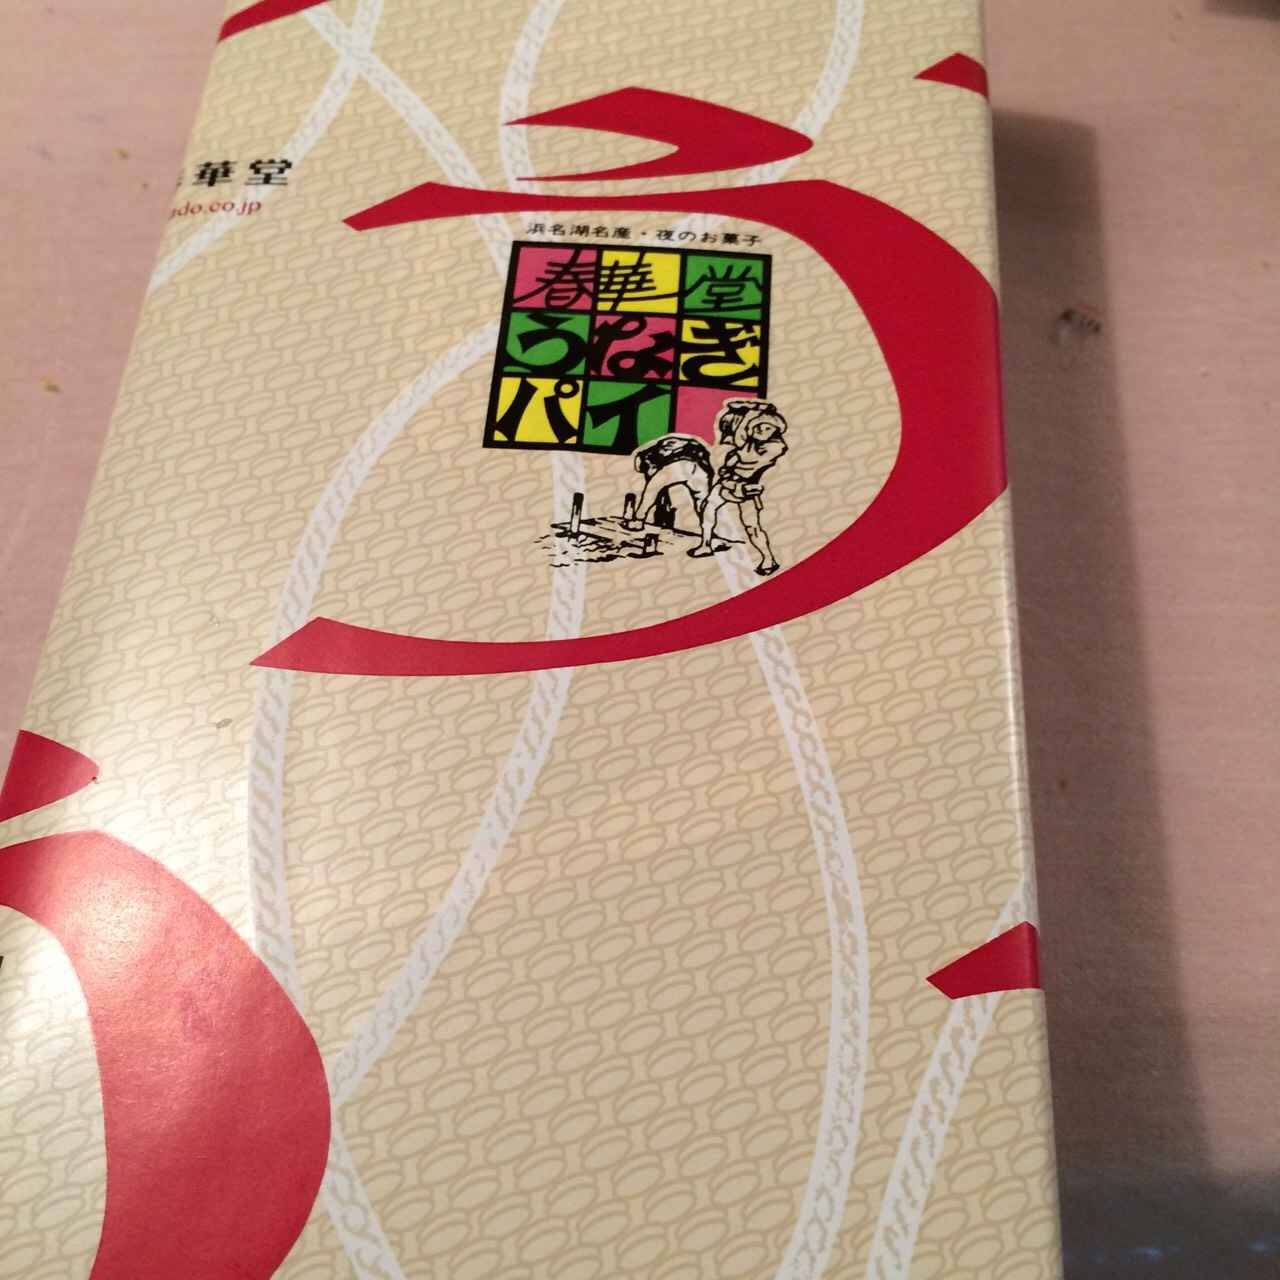 華堂
do.co.jp
う
浜名湖名産・夜のお菓子
春華堂
うなぎ
パイ